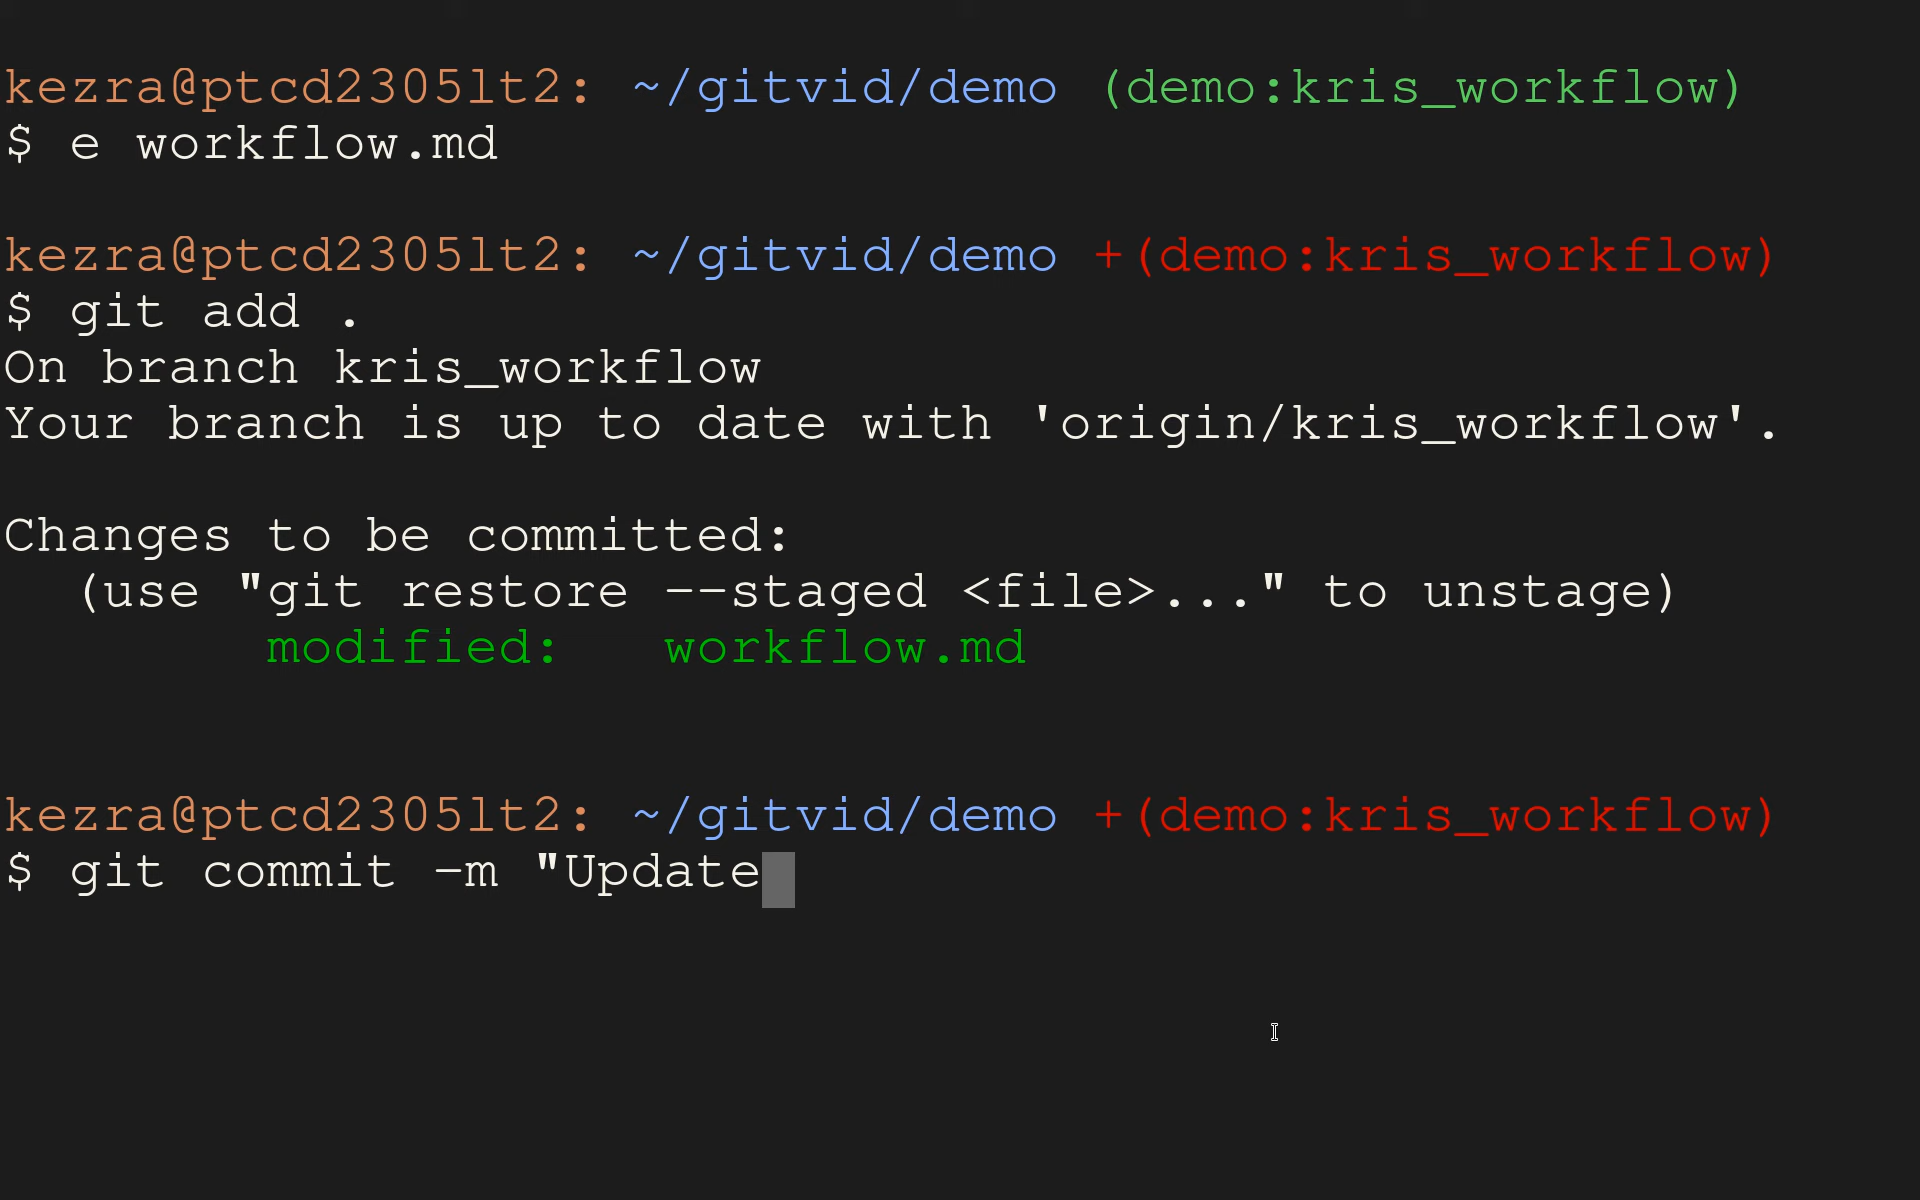 kezra@ptcd2305lt2: ~/gitvid/demo (demo:kris_workflow)
$ e workflow.md
kezra@ptcd2305lt2: ~/gitvid/demo +(demo:kris_workflow)
$ git add .
On branch kris_workflow
Your branch is up to date with 'origin/kris_workflow'.
Changes to be committed:
  (use "git restore --staged <file>..." to unstage)
        modified:   workflow.md
kezra@ptcd2305lt2: ~/gitvid/demo +(demo:kris_workflow)
$ git commit -m "Update